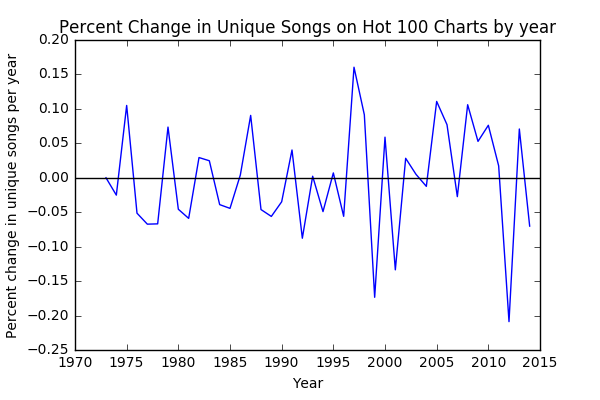 Percent Change in Unique Songs on Hot 100 Charts by year
0.20
0.15
0.10
0.05
0.00
−0.05
−0.10
−0.15
−0.20
−0.25
Percent change in unique songs per year
1970 1975 1980 1985 1990 1995 2000 2005 2010 2015
Year